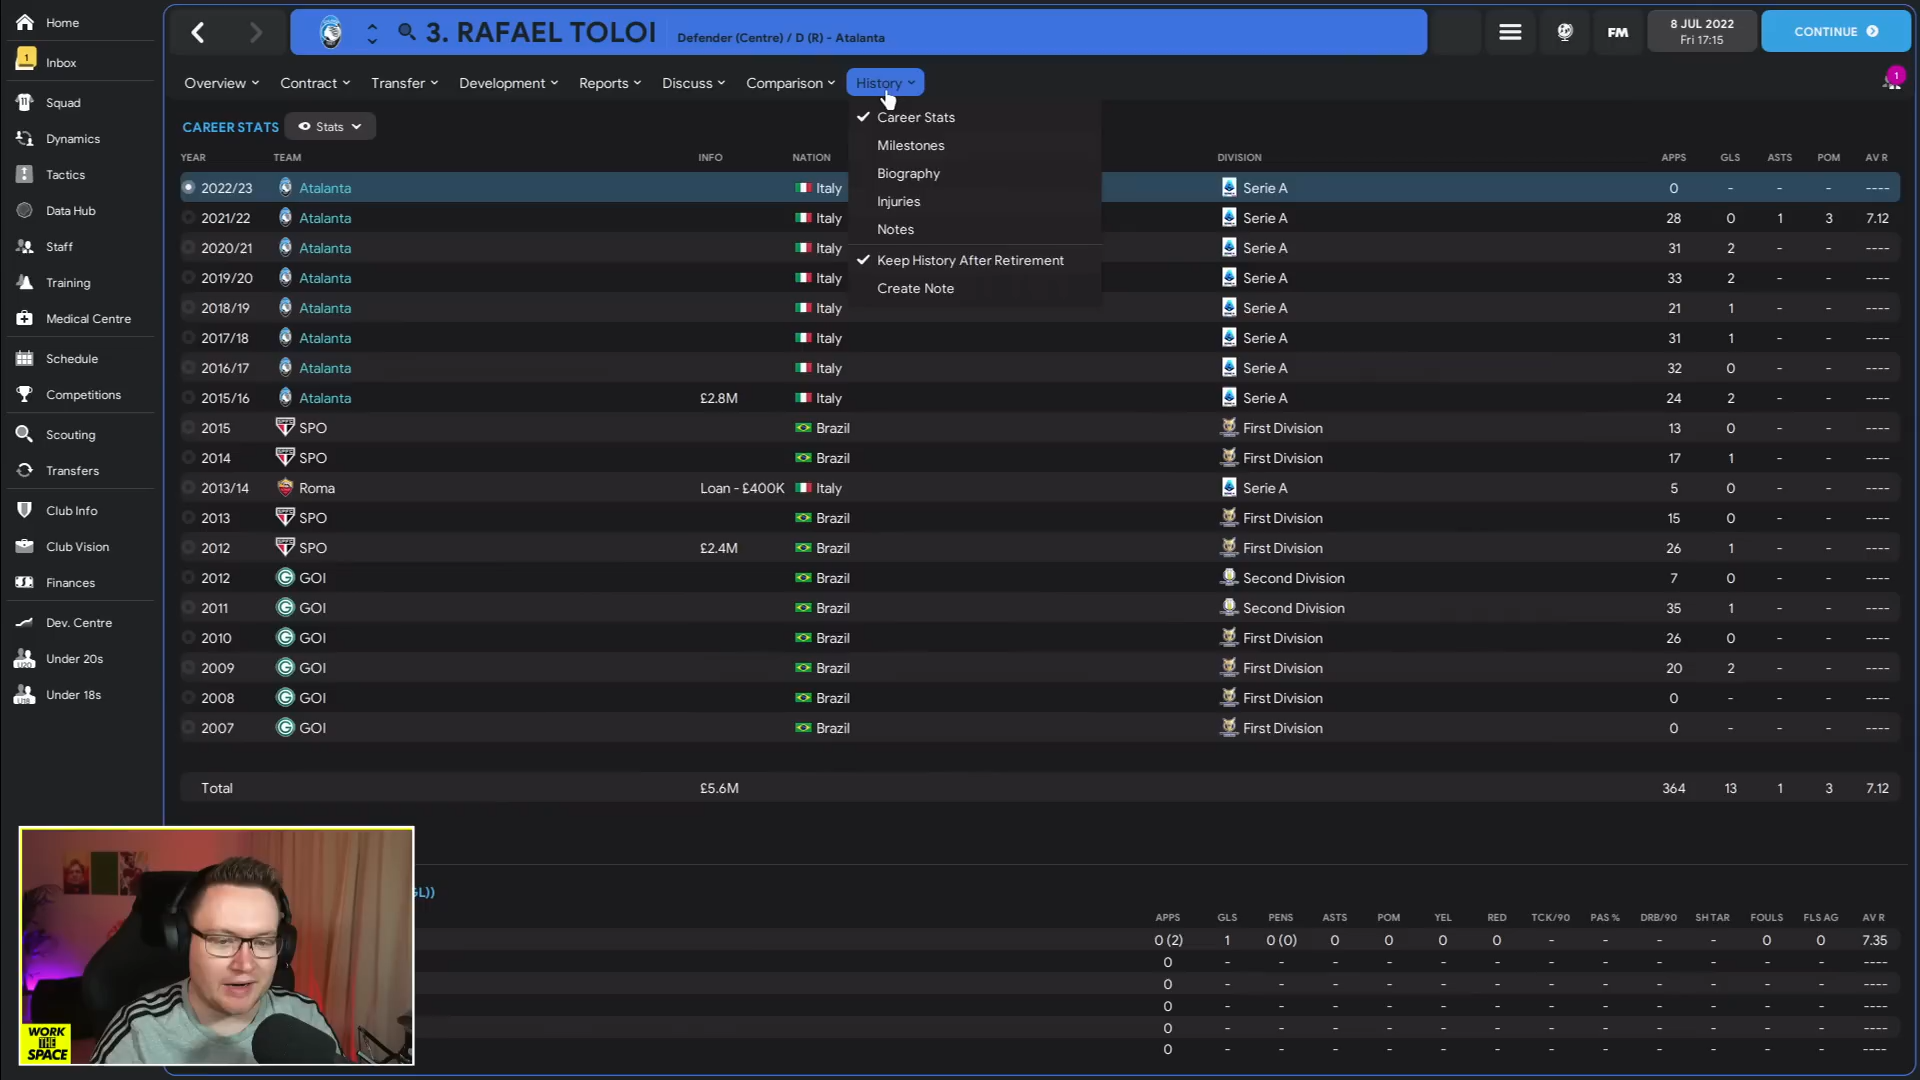 Home
1
Inbox
Squad
Dynamics
Tactics
Data Hub
Staff
Training
Medical Centre
Schedule
Competitions
Scouting
Transfers
Club Info
Club Vision
Finances
Dev. Centre
Under 20s
Under 18s
3. RAFAEL TOLOI Defender (Centre) / D (R) - Atalanta
FM
8 JUL 2022
Fri 17:15
CONTINUE
Overview Contract Transfer Development Reports Discuss Comparison History
1
CAREER STATS Stats
Career Stats
Milestones
Biography
Injuries
Notes
Keep History After Retirement
Create Note
YEAR TEAM INFO NATION DIVISION APPS GLS ASTS POM AV R
2022/23 Atalanta Italy Serie A 0 - - - ----
2021/22 Atalanta Italy Serie A 28 0 1 3 7.12
2020/21 Atalanta Italy Serie A 31 2 - - ----
2019/20 Atalanta Italy Serie A 33 2 - - ----
2018/19 Atalanta Italy Serie A 21 1 - - ----
2017/18 Atalanta Italy Serie A 31 1 - - ----
2016/17 Atalanta Italy Serie A 32 0 - - ----
2015/16 Atalanta £2.8M Italy Serie A 24 2 - - ----
2015 SPO Brazil First Division 13 0 - - ----
2014 SPO Brazil First Division 17 1 - - ----
2013/14 Roma Loan - £400K Italy Serie A 5 0 - - ----
2013 SPO Brazil First Division 15 0 - - ----
2012 SPO £2.4M Brazil First Division 26 1 - - ----
2012 GOI Brazil Second Division 7 0 - - ----
2011 GOI Brazil Second Division 35 1 - - ----
2010 GOI Brazil First Division 26 0 - - ----
2009 GOI Brazil First Division 20 2 - - ----
2008 GOI Brazil First Division 0 - - - ----
2007 GOI Brazil First Division 0 - - - ----
Total £5.6M 364 13 1 3 7.12
GL))
APPS GLS PENS ASTS POM YEL RED TCK/90 PAS % DRB/90 SH TAR FOULS FLS AG AV R
0 (2) 1 0 (0) 0 0 0 0 - - - - 0 0 7.35
0 - - - - - - - - - - - - ----
0 - - - - - - - - - - - - ----
0 - - - - - - - - - - - - ----
0 - - - - - - - - - - - - ----
0 - - - - - - - - - - - - ----
WORK
THE
SPACE